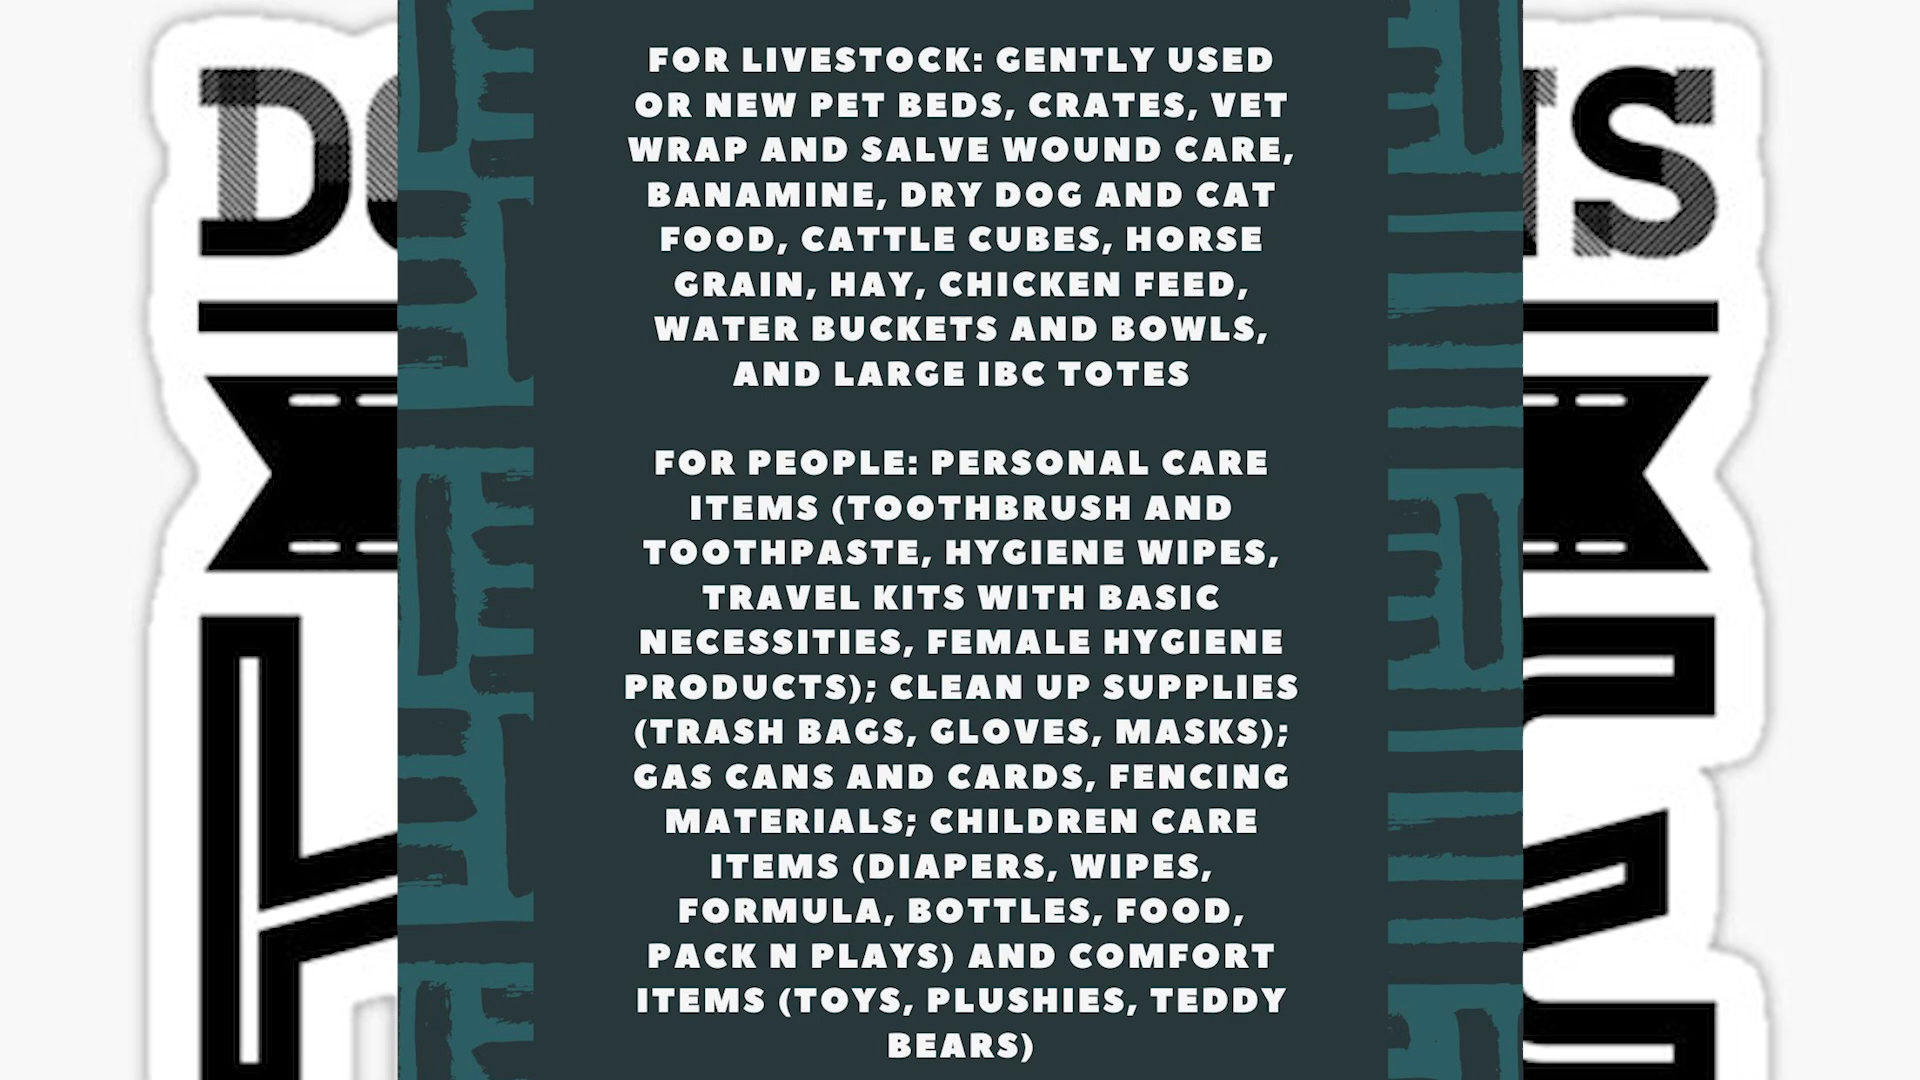 FOR LIVESTOCK: GENTLY USED
OR NEW PET BEDS, CRATES, VET
WRAP AND SALVE WOUND CARE,
BANAMINE, DRY DOG AND CAT
FOOD, CATTLE CUBES, HORSE
GRAIN, HAY, CHICKEN FEED,
WATER BUCKETS AND BOWLS,
AND LARGE IBC TOTES
FOR PEOPLE: PERSONAL CARE
ITEMS (TOOTHBRUSH AND
TOOTHPASTE, HYGIENE WIPES,
TRAVEL KITS WITH BASIC
NECESSITIES, FEMALE HYGIENE
PRODUCTS); CLEAN UP SUPPLIES
(TRASH BAGS, GLOVES, MASKS);
GAS CANS AND CARDS, FENCING
MATERIALS; CHILDREN CARE
ITEMS (DIAPERS, WIPES,
FORMULA, BOTTLES, FOOD,
PACK N PLAYS) AND COMFORT
ITEMS (TOYS, PLUSHIES, TEDDY
BEARS)